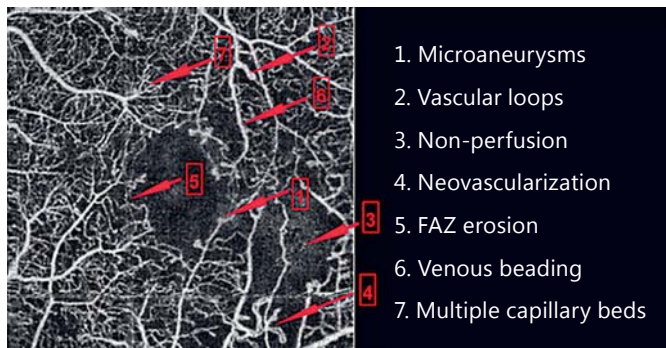 7
2
6
5
1
3
4
1. Microaneurysms
2. Vascular loops
3. Non-perfusion
4. Neovascularization
5. FAZ erosion
6. Venous beading
7. Multiple capillary beds